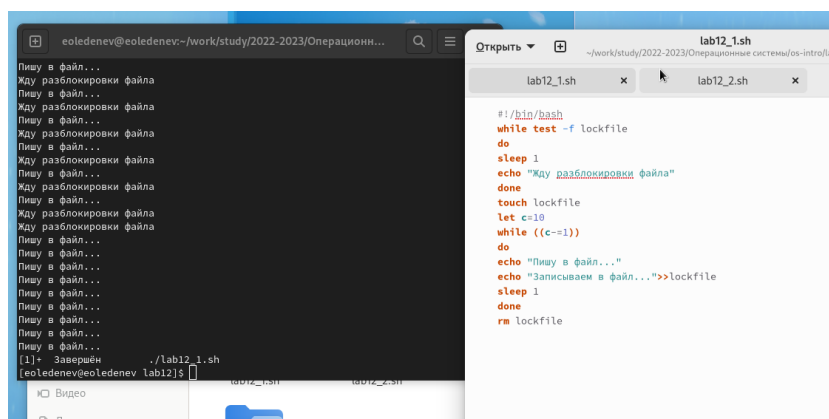 eoledenev@eoledenev:~/work/study/2022-2023/Операционн...
Пишу в файл...
Жду разблокировки файла
Пишу в файл...
Жду разблокировки файла
Пишу в файл...
Жду разблокировки файла
Пишу в файл...
Жду разблокировки файла
Пишу в файл...
Жду разблокировки файла
Пишу в файл...
Жду разблокировки файла
Жду разблокировки файла
Пишу в файл...
Пишу в файл...
Пишу в файл...
Пишу в файл...
Пишу в файл...
Пишу в файл...
Пишу в файл...
Пишу в файл...
Пишу в файл...
[1]+ Завершён ./lab12_1.sh
[eoledenev@eoledenev lab12]$
Видео
lab12_1.sh lab12_2.sh
Открыть
lab12_1.sh
~/work/study/2022-2023/Операционные системы/os-intro/
lab12_1.sh × lab12_2.sh ×
#!/bin/bash
while test -f lockfile
do
sleep 1
echo "Жду разблокировки файла"
done
touch lockfile
let c=10
while ((c-=1))
do
echo "Пишу в файл..."
echo "Записываем в файл...">>lockfile
sleep 1
done
rm lockfile